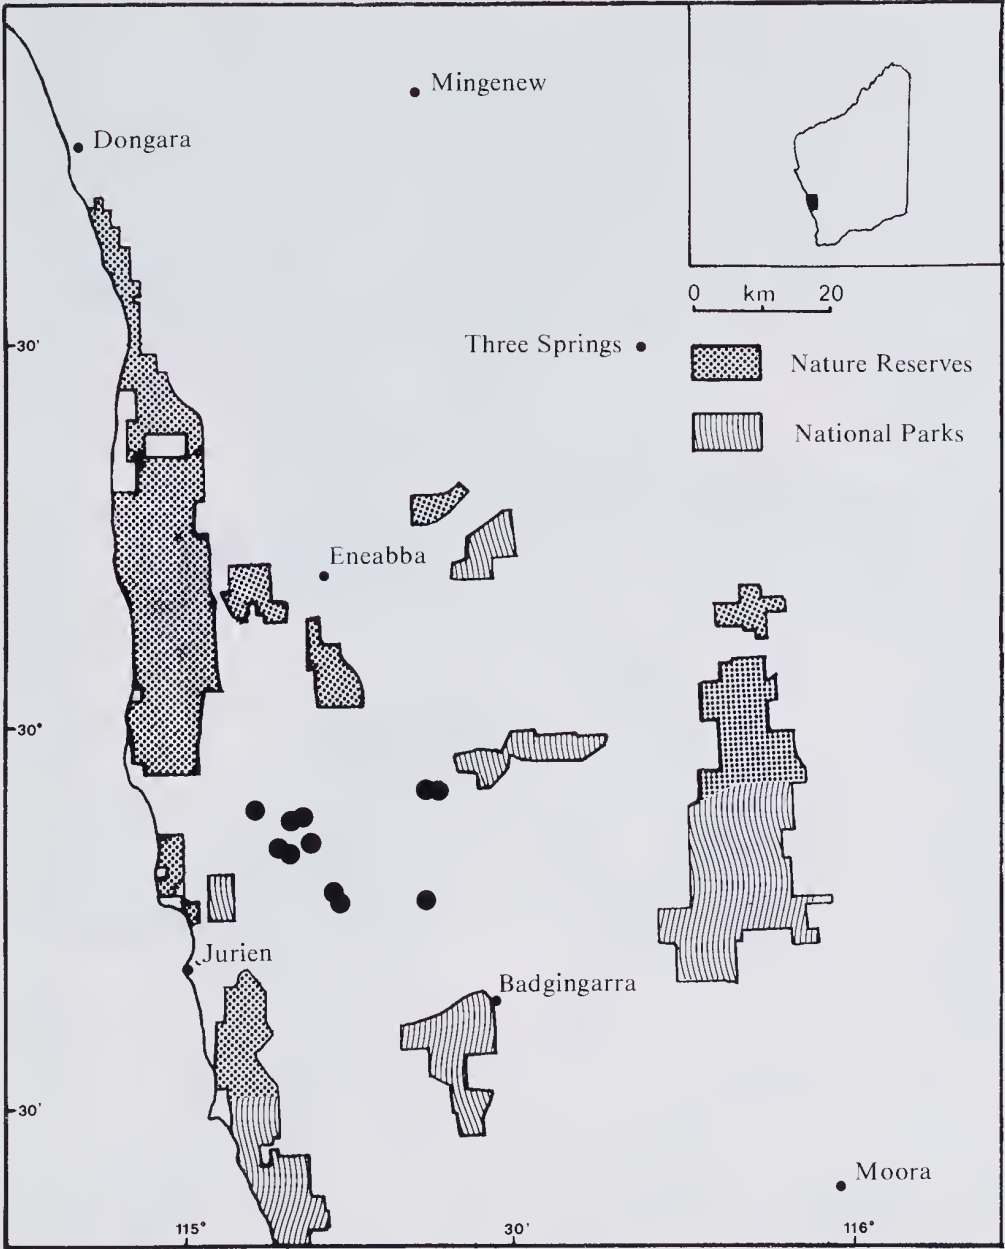 Mingenew
Dongara
0 km 20
30'
Three Springs
Nature Reserves
National Parks
Eneabba
30°
Jurien
Badgingarra
30'
Moora
115°
30'
116°